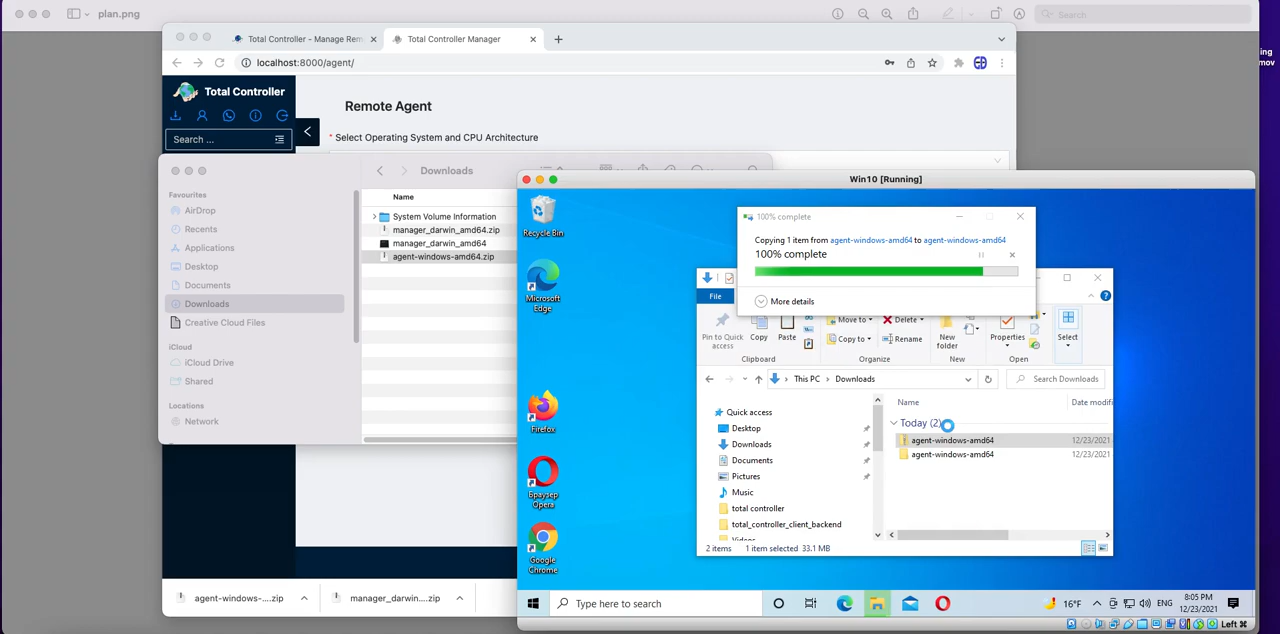 plan.png
Search
ing
mov
Total Controller - Manage Rem
Total Controller Manager
localhost:8000/agent/
Total Controller
Search ...
Remote Agent
* Select Operating System and CPU Architecture
Downloads
Favourites
AirDrop
Recents
Applications
Desktop
Documents
Downloads
Creative Cloud Files
iCloud
iCloud Drive
Shared
Locations
Network
Name
System Volume Information
manager_darwin_amd64.zip
manager_darwin_amd64
agent-windows-amd64.zip
agent-windows-....zip
manager_darwin....zip
Win10 [Running]
Recycle Bin
Microsoft
Edge
Firefox
Браузер
Opera
Google
Chrome
100% complete
Copying 1 item from agent-windows-amd64 to agent-windows-amd64
100% complete
More details
File
Pin to Quick
access
Copy
Paste
Clipboard
Move to
Copy to
Delete
Rename
Organize
New
folder
New
Properties
Open
Select
This PC
Downloads
Search Downloads
Quick access
Desktop
Downloads
Documents
Pictures
Music
total controller
total_controller_client_backend
Videos
Name
Date modifi
Today (2)
agent-windows-amd64
12/23/2021
agent-windows-amd64
12/23/2021
2 items
1 item selected 33.1 MB
Type here to search
16°F
ENG
8:05 PM
12/23/2021
Left ⌘